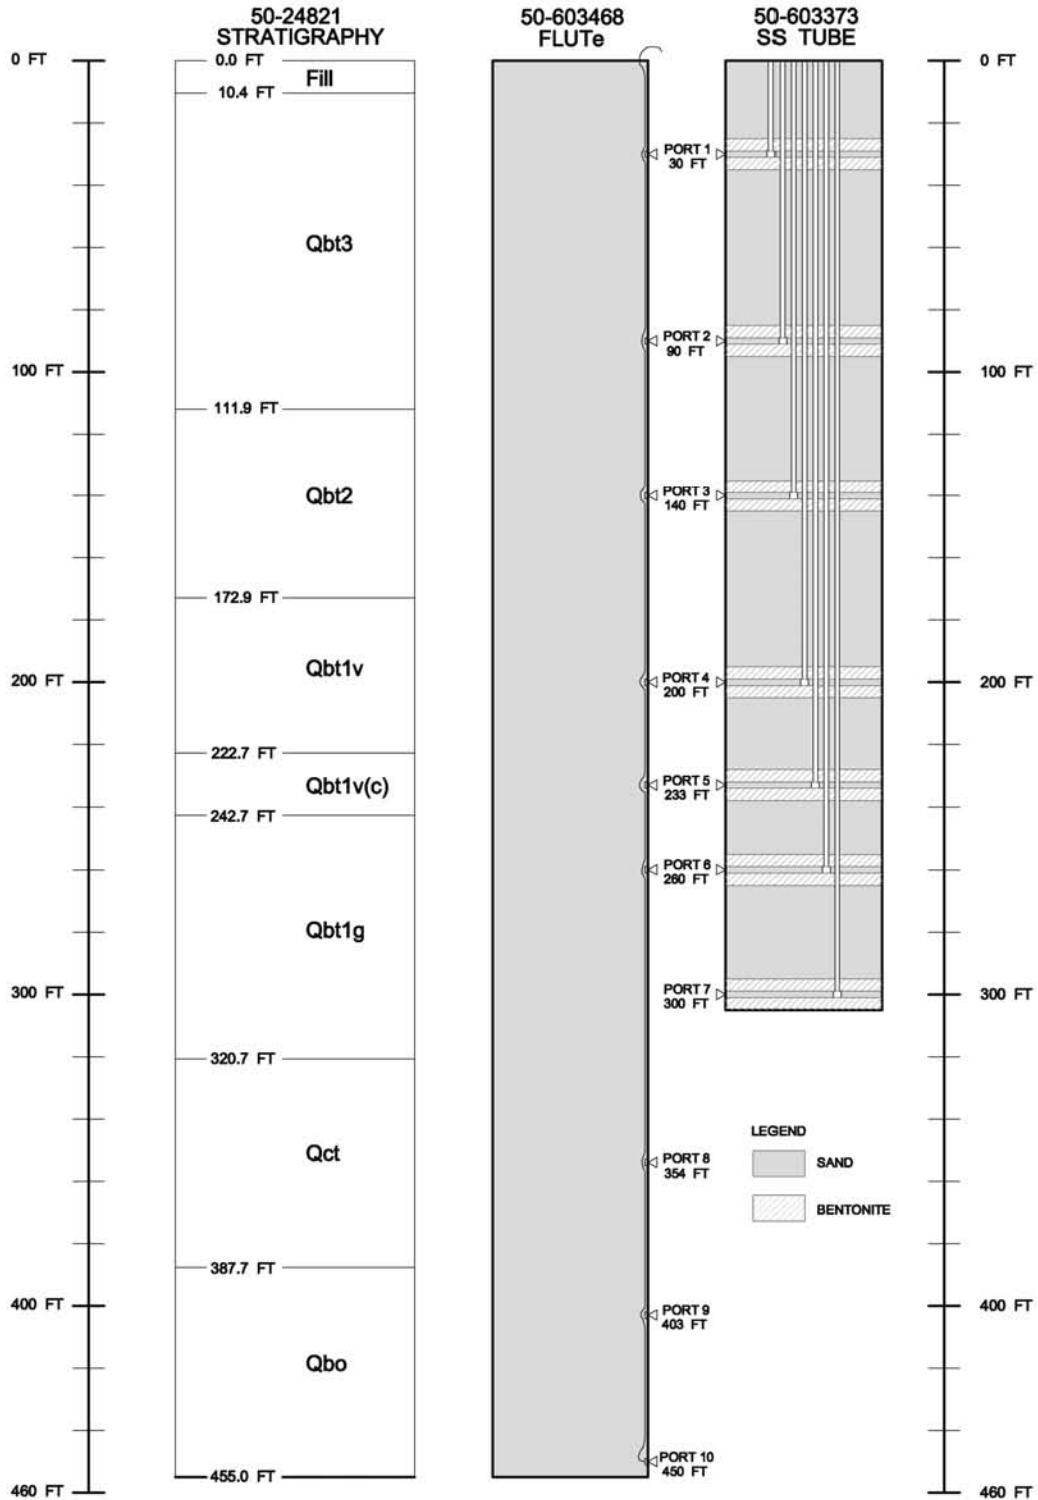 50-24821
STRATIGRAPHY
50-603468
FLUTe
50-603373
SS TUBE
0 FT
0.0 FT
0 FT
Fill
10.4 FT
PORT 1
30 FT
Qbt3
PORT 2
90 FT
100 FT
100 FT
111.9 FT
Qbt2
PORT 3
140 FT
172.9 FT
Qbt1v
PORT 4
200 FT
200 FT
200 FT
222.7 FT
Qbt1v(c)
PORT 5
233 FT
242.7 FT
PORT 6
260 FT
Qbt1g
300 FT
PORT 7
300 FT
300 FT
320.7 FT
LEGEND
Qct
PORT 8
354 FT
SAND
BENTONITE
387.7 FT
400 FT
PORT 9
403 FT
400 FT
Qbo
PORT 10
450 FT
455.0 FT
460 FT
460 FT